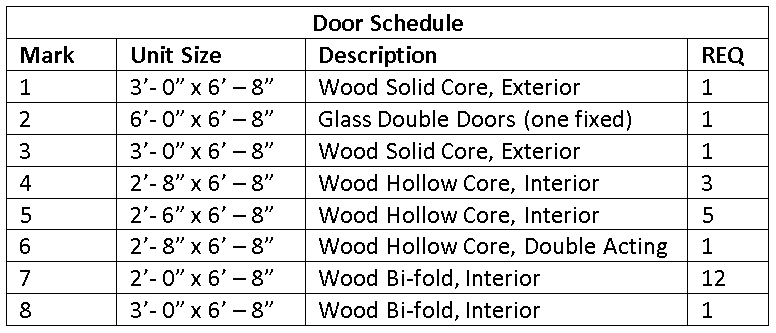 Door Schedule
Mark Unit Size Description REQ
1 3’- 0” x 6’ – 8” Wood Solid Core, Exterior 1
2 6’- 0” x 6’ – 8” Glass Double Doors (one fixed) 1
3 3’- 0” x 6’ – 8” Wood Solid Core, Exterior 1
4 2’- 8” x 6’ – 8” Wood Hollow Core, Interior 3
5 2’- 6” x 6’ – 8” Wood Hollow Core, Interior 5
6 2’- 8” x 6’ – 8” Wood Hollow Core, Double Acting 1
7 2’- 0” x 6’ – 8” Wood Bi-fold, Interior 12
8 3’- 0” x 6’ – 8” Wood Bi-fold, Interior 1